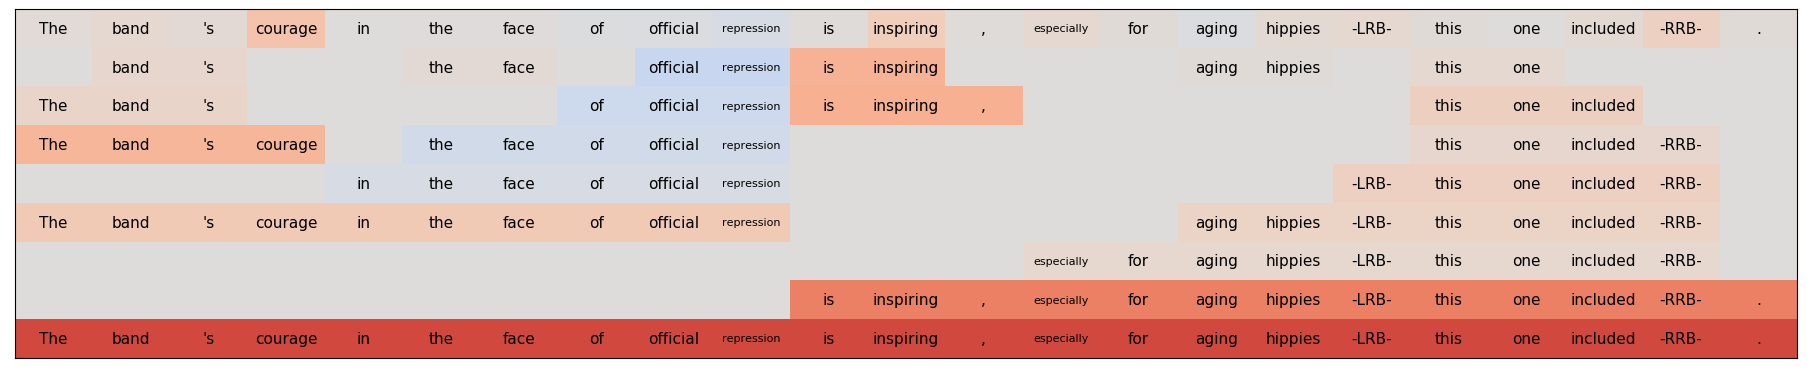 The band 's courage in the face of official repression is inspiring , especially for aging hippies -LRB- this one included -RRB- .
band 's the face official repression is inspiring aging hippies this one
The band 's of official repression is inspiring , this one included
The band 's courage the face of official repression this one included -RRB-
in the face of official repression -LRB- this one included -RRB-
The band 's courage in the face of official repression aging hippies -LRB- this one included -RRB-
especially for aging hippies -LRB- this one included -RRB-
is inspiring , especially for aging hippies -LRB- this one included -RRB- .
The band 's courage in the face of official repression is inspiring , especially for aging hippies -LRB- this one included -RRB- .